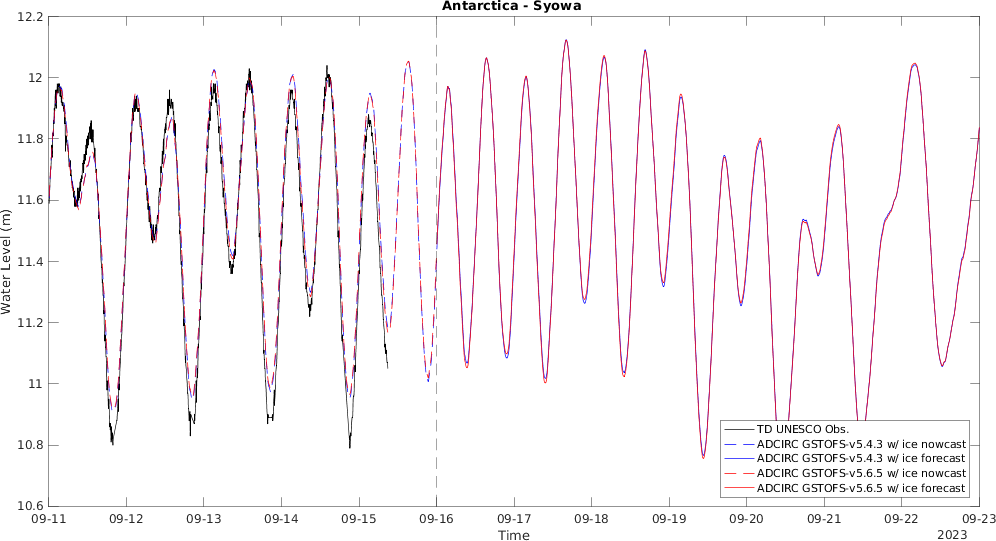 Antarctica - Syowa
Water Level (m)
12.2
12
11.8
11.6
11.4
11.2
11
10.8
10.6
TD UNESCO Obs.
ADCIRC GSTOFS-v5.4.3 w/ ice nowcast
ADCIRC GSTOFS-v5.4.3 w/ ice forecast
ADCIRC GSTOFS-v5.6.5 w/ ice nowcast
ADCIRC GSTOFS-v5.6.5 w/ ice forecast
09-11 09-12 09-13 09-14 09-15 09-16 09-17 09-18 09-19 09-20 09-21 09-22 09-23
Time
2023